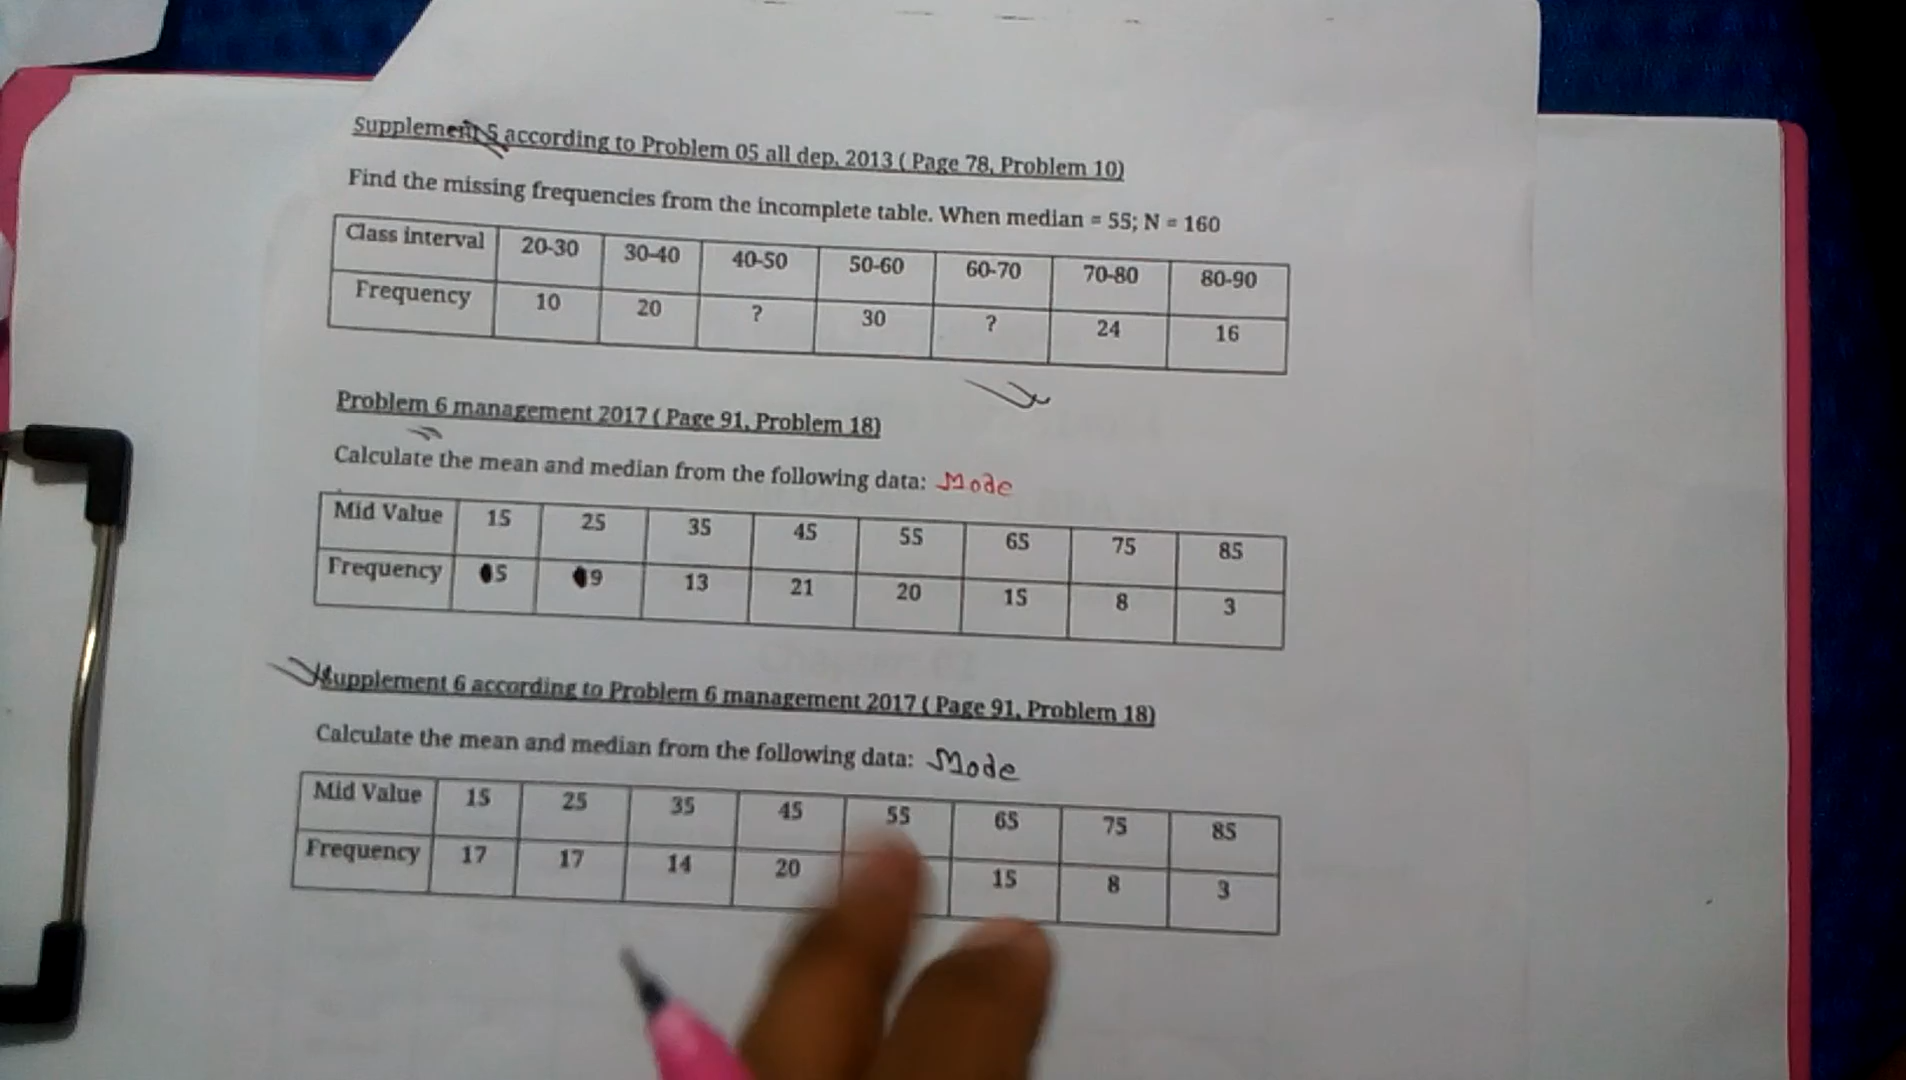 Supplement 5 according to Problem 05 all dep. 2013 ( Page 78, Problem 10)
Find the missing frequencies from the incomplete table. When median = 55; N = 160
Class interval 20-30 30-40 40-50 50-60 60-70 70-80 80-90
Frequency 10 20 ? 30 ? 24 16
Problem 6 management 2017 ( Page 91, Problem 18)
Calculate the mean and median from the following data: Mode
Mid Value 15 25 35 45 55 65 75 85
Frequency 5 9 13 21 20 15 8 3
Supplement 6 according to Problem 6 management 2017 ( Page 91, Problem 18)
Calculate the mean and median from the following data: Mode
Mid Value 15 25 35 45 55 65 75 85
Frequency 17 17 14 20 15 8 3